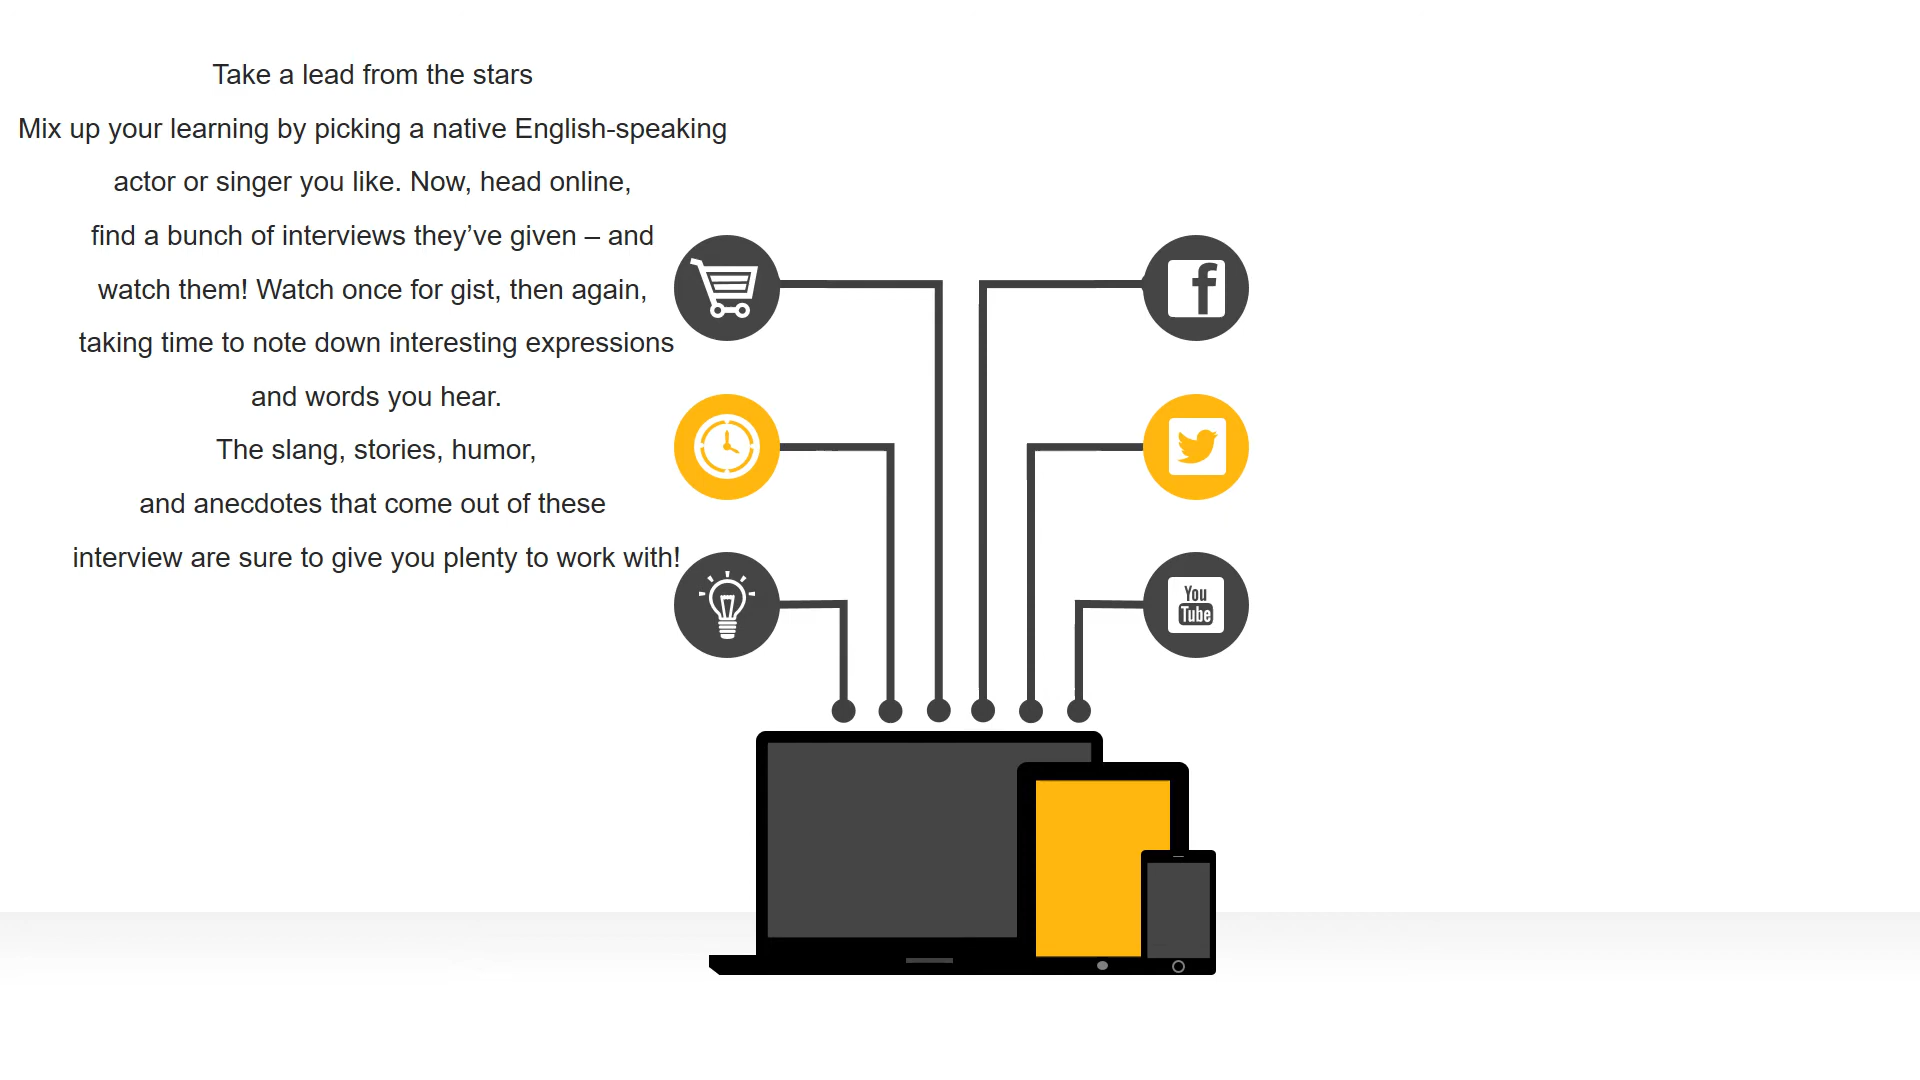 Take a lead from the stars
Mix up your learning by picking a native English-speaking
actor or singer you like. Now, head online,
find a bunch of interviews they’ve given – and
watch them! Watch once for gist, then again,
taking time to note down interesting expressions
and words you hear.
The slang, stories, humor,
and anecdotes that come out of these
interview are sure to give you plenty to work with!
f
You
Tube